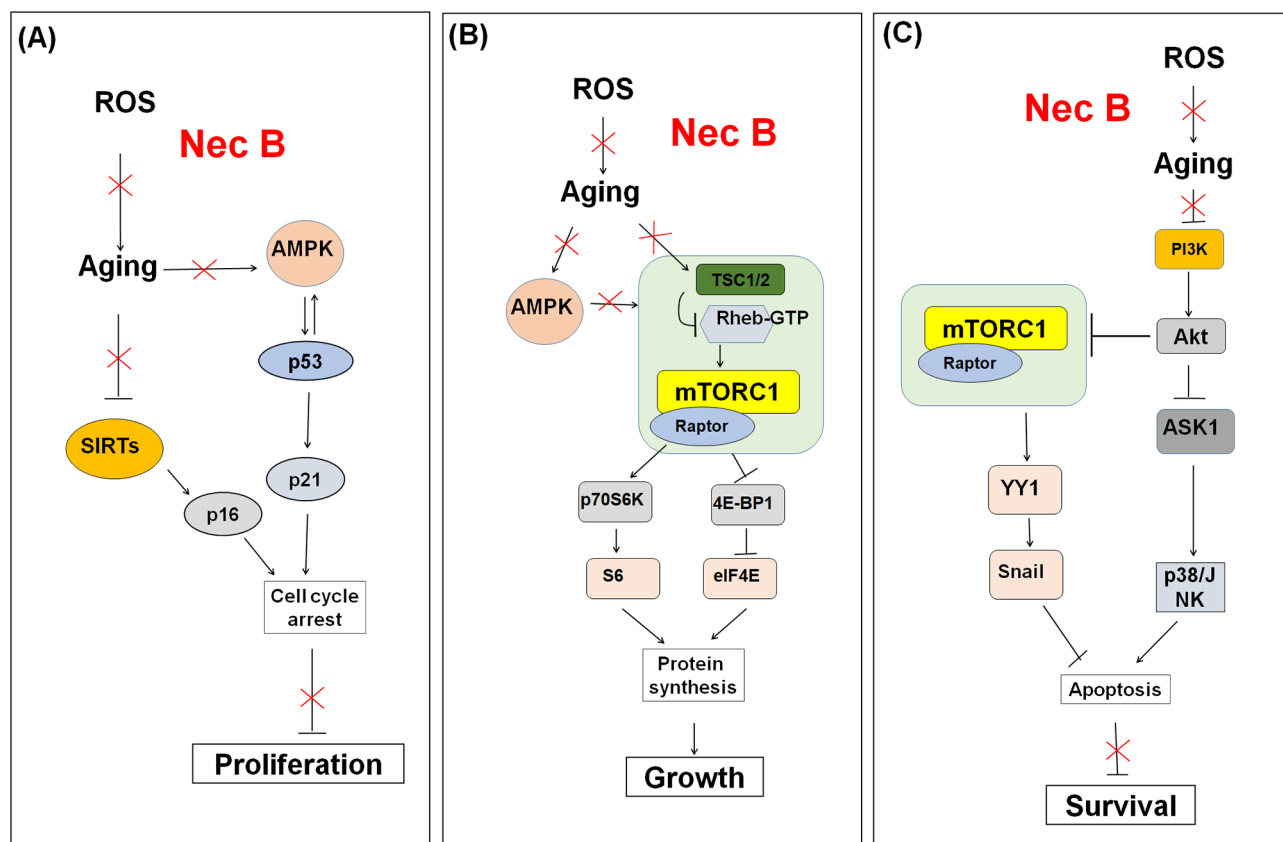 (A)
ROS
Nec B
Aging
AMPK
p53
SIRTs
p21
p16
Cell cycle
arrest
Proliferation
(B)
ROS
Nec B
Aging
TSC1/2
AMPK
Rheb-GTP
mTORC1
Raptor
p70S6K
4E-BP1
S6
eIF4E
Protein
synthesis
Growth
(C)
ROS
Nec B
Aging
PI3K
mTORC1
Akt
Raptor
ASK1
YY1
Snail
p38/J
NK
Apoptosis
Survival